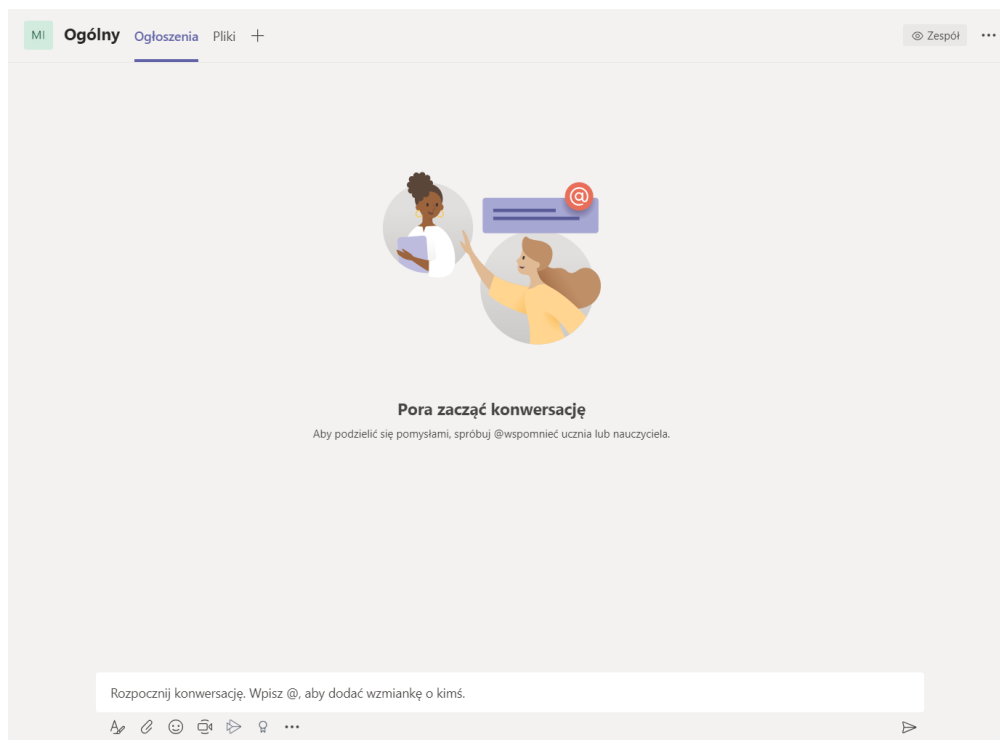 MI Ogólny Ogłoszenia Pliki Zespół
@
Pora zacząć konwersację
Aby podzielić się pomysłami, spróbuj @wspomnieć ucznia lub nauczyciela.
Rozpocznij konwersację. Wpisz @, aby dodać wzmiankę o kimś.